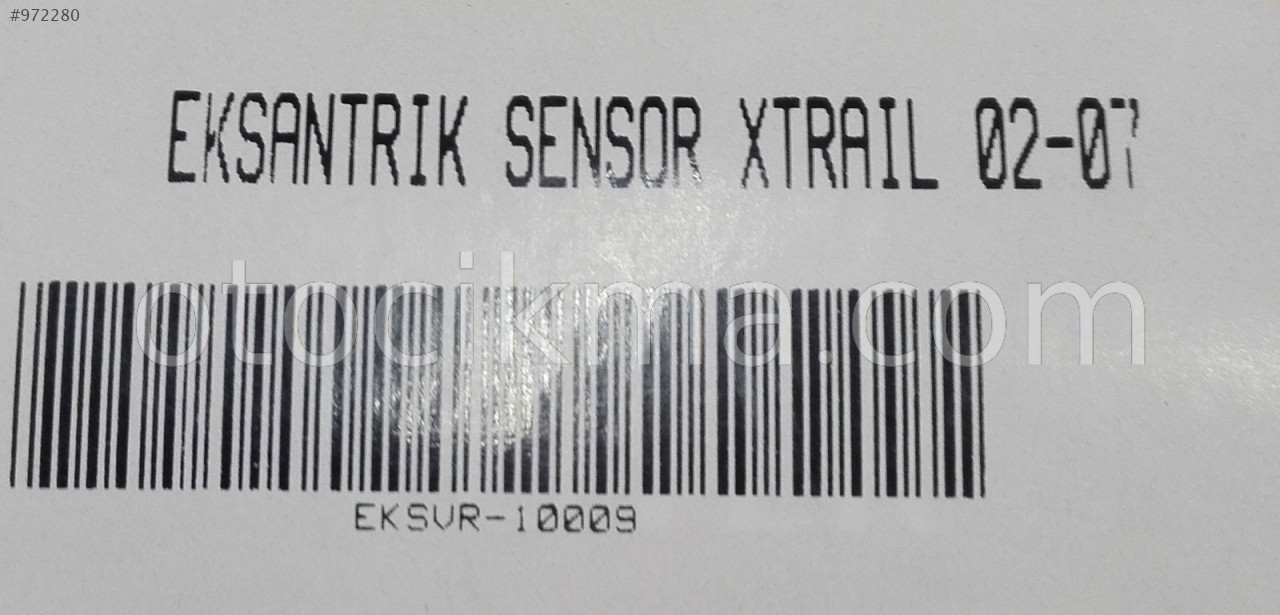 #972280
EKSANTRIK SENSOR XTRAIL 02-07
otocikma.com
EKSVR-10009